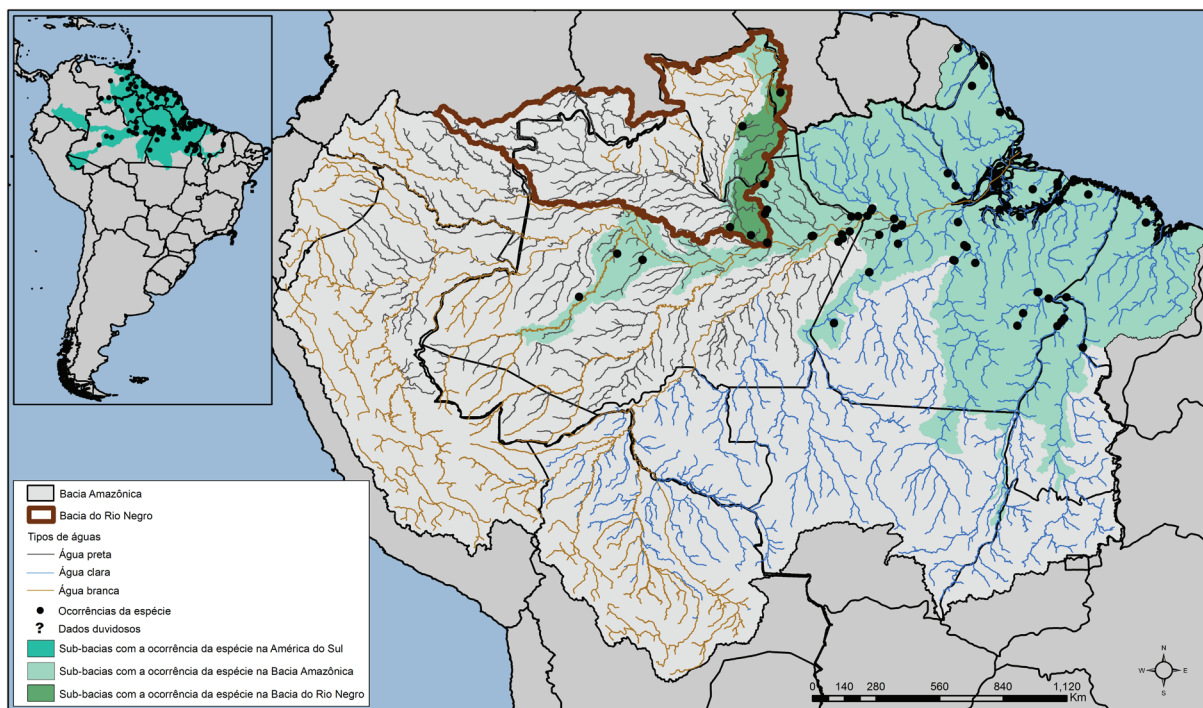 ?
Bacia Amazônica
Bacia do Rio Negro
Tipos de águas
Água preta
Água clara
Água branca
Ocorrências da espécie
? Dados duvidosos
Sub-bacias com a ocorrência da espécie na América do Sul
Sub-bacias com a ocorrência da espécie na Bacia Amazônica
Sub-bacias com a ocorrência da espécie na Bacia do Rio Negro
N
W E
S
0 140 280 560 840 1,120
Km